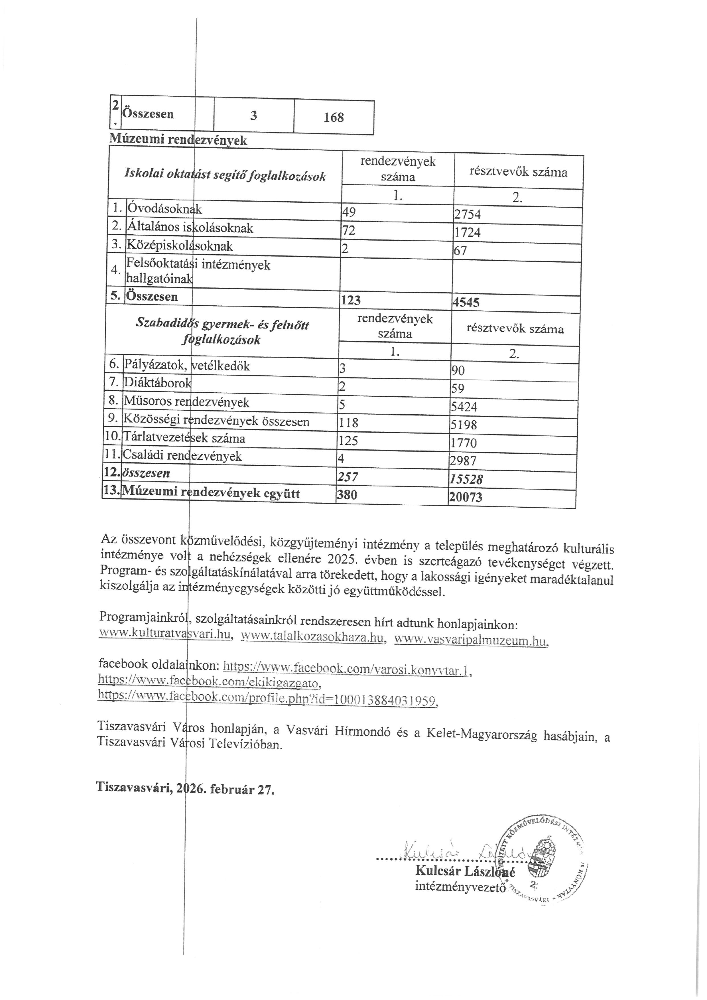 2. Összesen 3 168
Múzeumi rendezvények
Iskolai oktatást segítő foglalkozások rendezvények száma résztvevők száma
1. 2.
1. Óvodásoknak 49 2754
2. Általános iskolásoknak 72 1724
3. Középiskolásoknak 2 67
4. Felsőoktatási intézmények hallgatóinak
5. Összesen 123 4545
Szabadidős gyermek- és felnőtt foglalkozások rendezvények száma résztvevők száma
1. 2.
6. Pályázatok, vetélkedők 3 90
7. Diáktáborok 2 59
8. Műsoros rendezvények 5 5424
9. Közösségi rendezvények összesen 118 5198
10. Tárlatvezetések száma 125 1770
11. Családi rendezvények 4 2987
12. összesen 257 15528
13. Múzeumi rendezvények együtt 380 20073
Az összevont közművelődési, közgyűjteményi intézmény a település meghatározó kulturális
intézménye volt a nehézségek ellenére 2025. évben is szerteágazó tevékenységet végzett.
Program- és szolgáltatáskínálatával arra törekedett, hogy a lakossági igényeket maradéktalanul
kiszolgálja az intézményegységek közötti jó együttműködéssel.
Programjainkról, szolgáltatásainkról rendszeresen hírt adtunk honlapjainkon:
www.kulturatvasvari.hu, www.talalkozasokhaza.hu, www.vasvaripalmuzeum.hu,
facebook oldalainkon: https://www.facebook.com/varosi.konyvtar.1,
https://www.facebook.com/ekikigazgato,
https://www.facebook.com/profile.php?id=100013884031959,
Tiszavasvári Város honlapján, a Vasvári Hírmondó és a Kelet-Magyarország hasábjain, a
Tiszavasvári Városi Televízióban.
Tiszavasvári, 2026. február 27.
Kulcsár Lászlóné
Kulcsár Lászlóné
intézményvezető
KÖZMŰVELŐDÉSI
KÖNYVTÁR * TISZAVASVÁRI *
2.